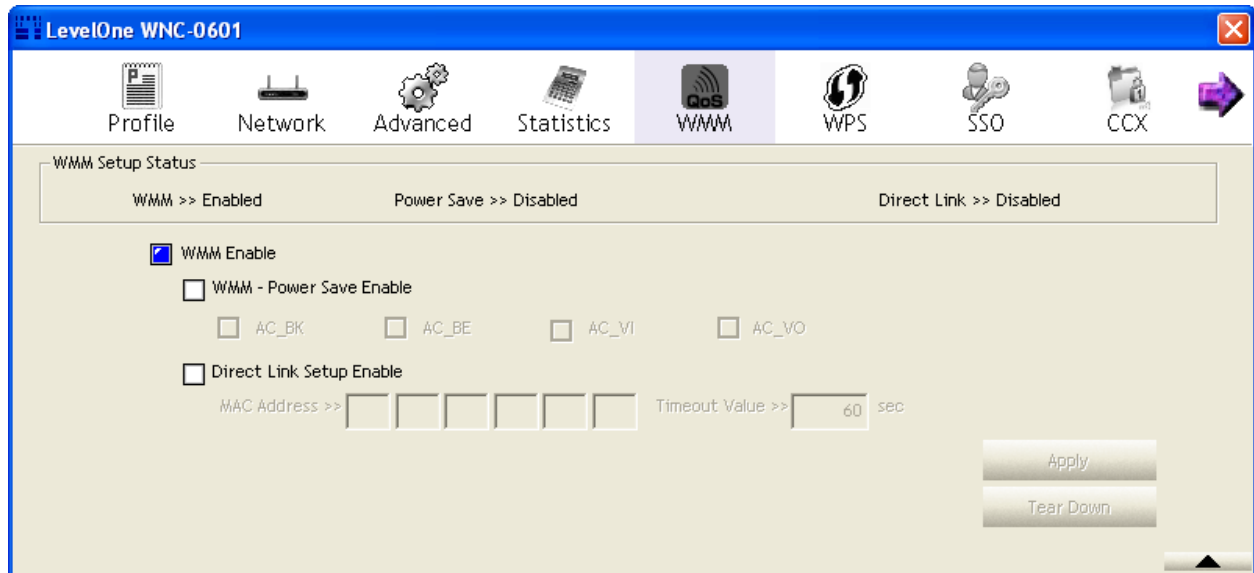 LevelOne WNC-0601
Profile Network Advanced Statistics QoS WMM WPS SSO CCX
WMM Setup Status
WMM >> Enabled Power Save >> Disabled Direct Link >> Disabled
WMM Enable
WMM - Power Save Enable
AC_BK AC_BE AC_VI AC_VO
Direct Link Setup Enable
MAC Address >> Timeout Value >> 60 sec
Apply
Tear Down